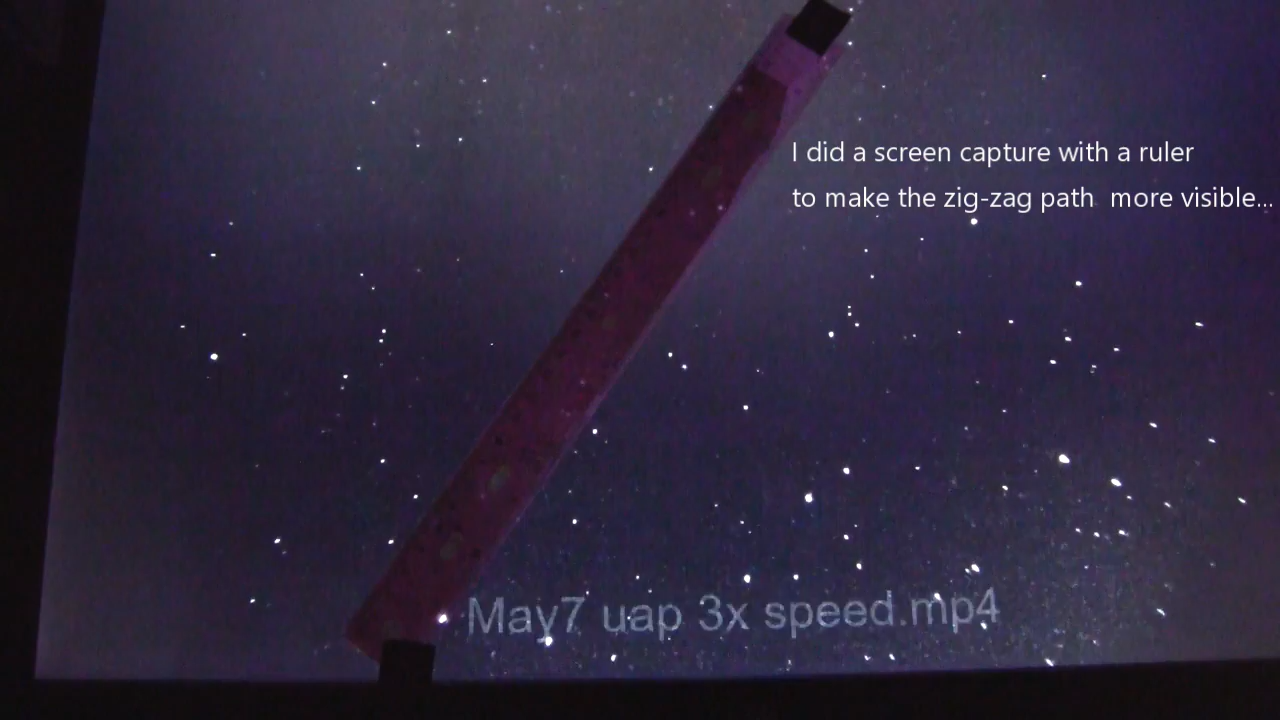 I did a screen capture with a ruler
to make the zig-zag path  more visible...
May7 uap 3x speed.mp4